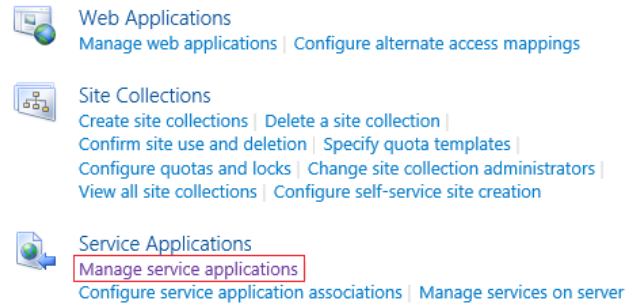 Web Applications
Manage web applications | Configure alternate access mappings
Site Collections
Create site collections | Delete a site collection |
Confirm site use and deletion | Specify quota templates |
Configure quotas and locks | Change site collection administrators |
View all site collections | Configure self-service site creation
Service Applications
Manage service applications
Configure service application associations | Manage services on server